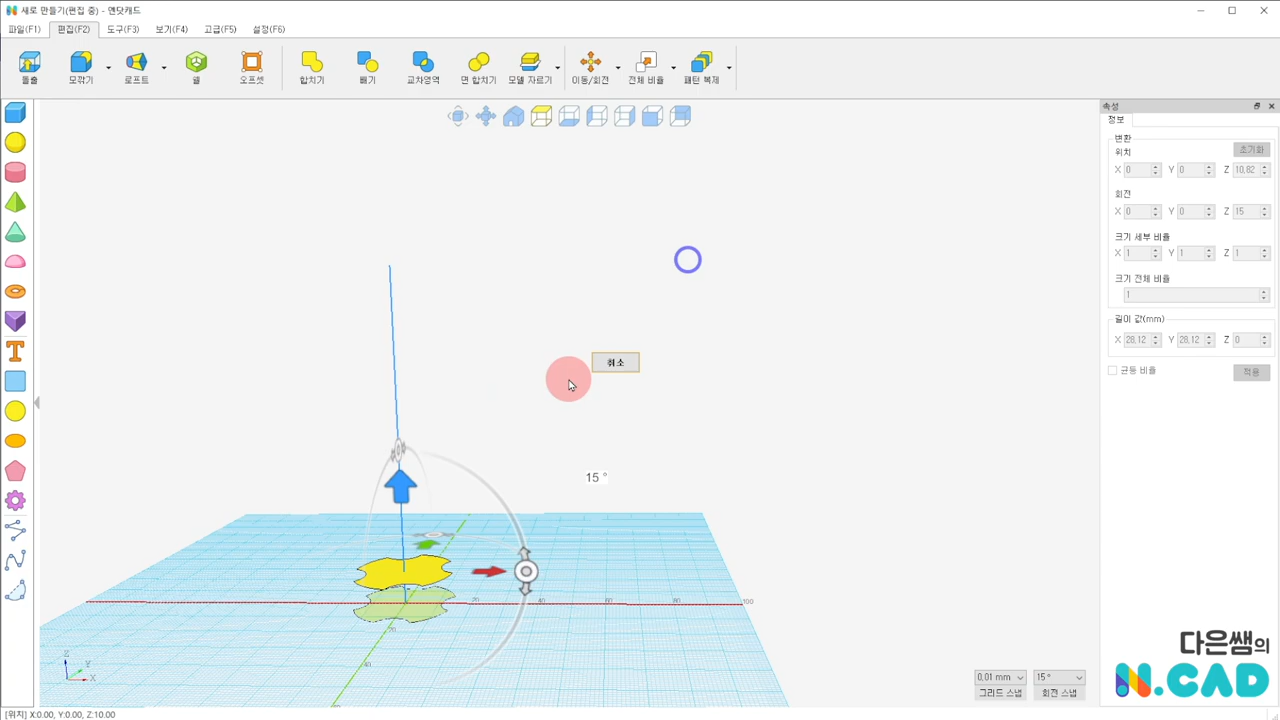 새로 만들기(편집 중) - 엔닷캐드
파일(F1) 편집(F2) 도구(F3) 보기(F4) 고급(F5) 설정(F6)
돌출 모깎기 로프트 쉘 오프셋 합치기 빼기 교차영역 면 합치기 모델 자르기 이동/회전 전체 비율 패턴 복제
속성
정보
변환
위치 초기화
X 0 Y 0 Z 10,82
회전
X 0 Y 0 Z 15
크기 세부 비율
X 1 Y 1 Z 1
크기 전체 비율
1
길이 값(mm)
X 28,12 Y 28,12 Z 0
균등 비율 적용
취소
15 °
20 40 60 80 100
20
40
Z
Y
X
다은쌤의
N.CAD
0,01 mm 15 °
그리드 스냅 회전 스냅
[위치] X:0.00, Y:0.00, Z:10.00